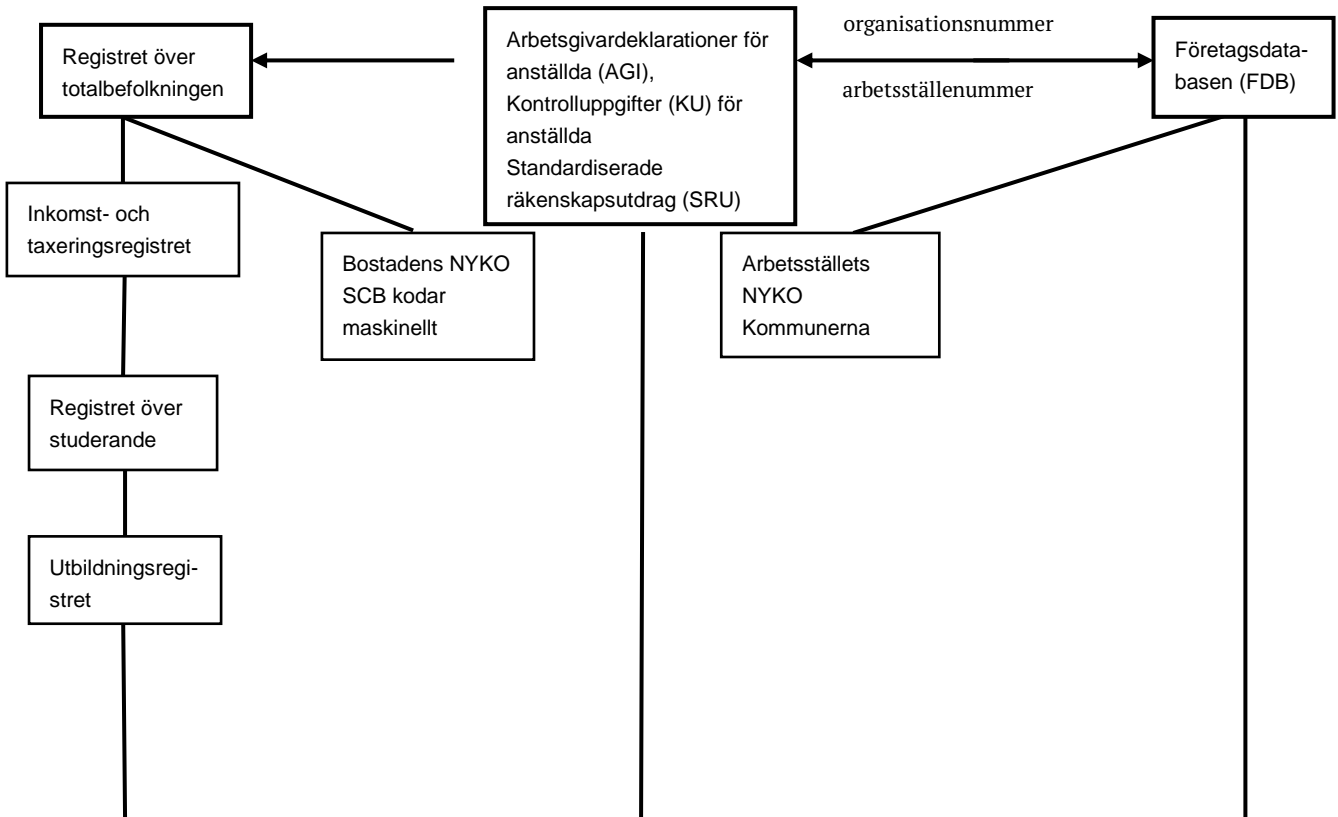 Registret över
totalbefolkningen
Arbetsgivardeklarationer för
anställda (AGI),
Kontrolluppgifter (KU) för
anställda
Standardiserade
räkenskapsutdrag (SRU)
organisationsnummer
arbetsställenummer
Företagsdata-
basen (FDB)
Inkomst- och
taxeringsregistret
Bostadens NYKO
SCB kodar
maskinellt
Arbetsställets
NYKO
Kommunerna
Registret över
studerande
Utbildningsregi-
stret